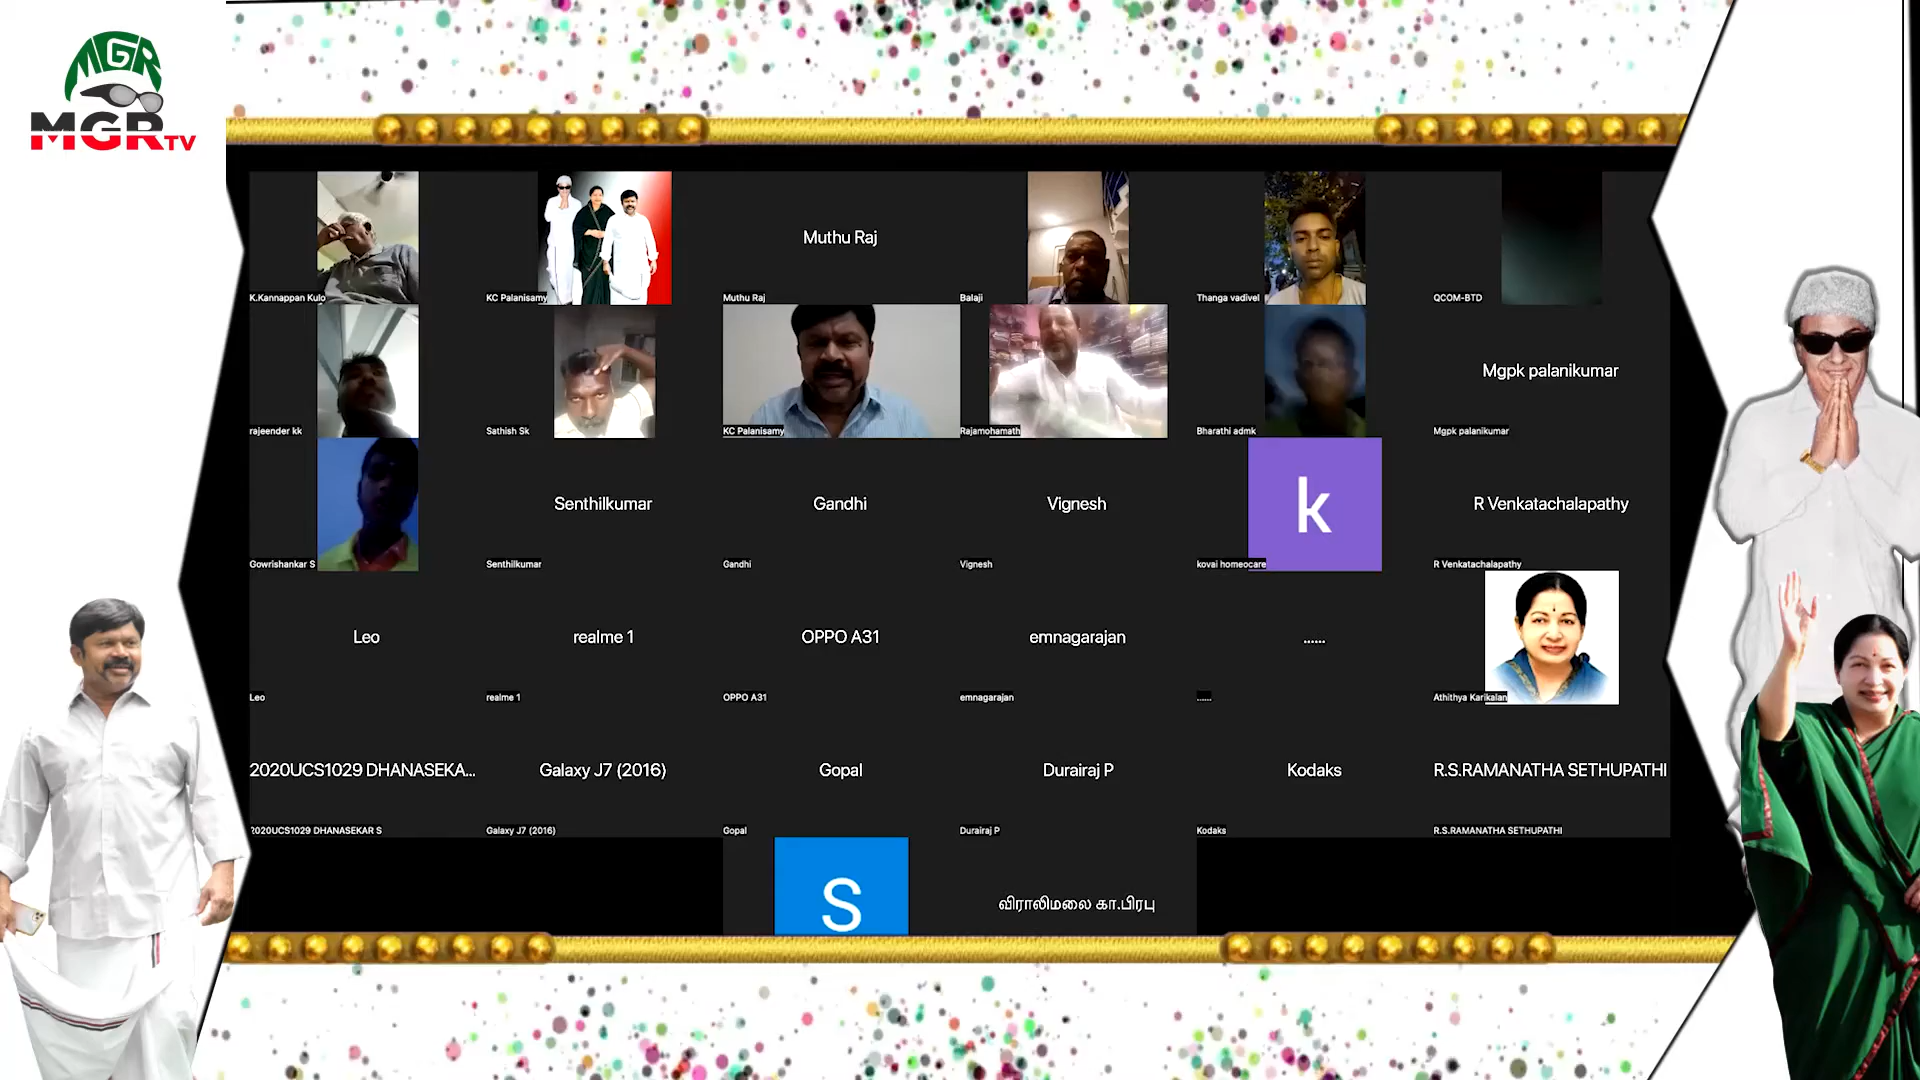 MGR
MGR TV
K.Kannappan Kulo
KC Palanisamy
Muthu Raj
Muthu Raj
Balaji
Thanga vadivel
QCOM-BTD
rajeender kk
Sathish Sk
KC Palanisamy
Rajamohamath
Bharathi admk
Mgpk palanikumar
Mgpk palanikumar
Gowrishankar S
Senthilkumar
Senthilkumar
Gandhi
Gandhi
Vignesh
Vignesh
k
kovai homeocare
R Venkatachalapathy
R Venkatachalapathy
Leo
Leo
realme 1
realme 1
OPPO A31
OPPO A31
emnagarajan
emnagarajan
......
......
Athithya Karikalan
2020UCS1029 DHANASEKA...
2020UCS1029 DHANASEKAR S
Galaxy J7 (2016)
Galaxy J7 (2016)
Gopal
Gopal
Durairaj P
Durairaj P
Kodaks
Kodaks
R.S.RAMANATHA SETHUPATHI
R.S.RAMANATHA SETHUPATHI
S
விராலிமலை கா.பிரபு